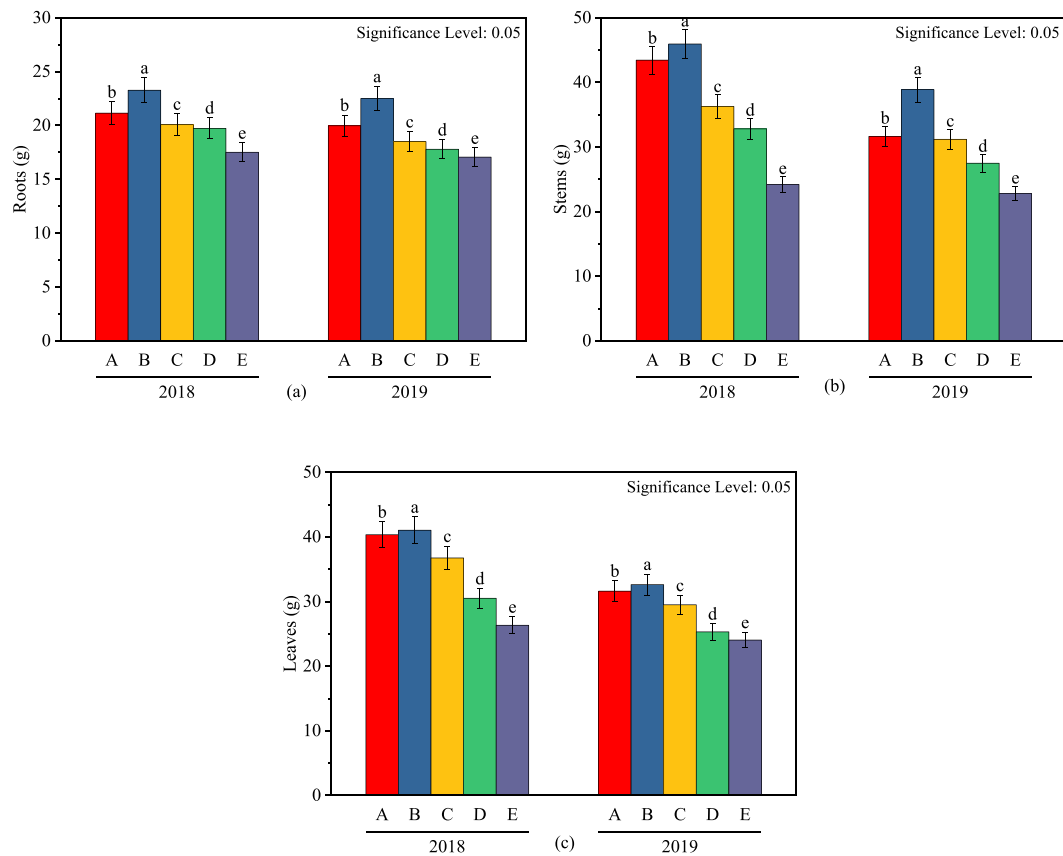 30
25
20
15
10
5
0
Roots (g)
Significance Level: 0.05
b a c d e
b a c d e
A B C D E
A B C D E
2018 (a) 2019
50
40
30
20
10
0
Stems (g)
Significance Level: 0.05
b a c d e
b a c d e
A B C D E
A B C D E
2018 (b) 2019
50
40
30
20
10
0
Leaves (g)
Significance Level: 0.05
b a c d e
b a c d e
A B C D E
A B C D E
2018 (c) 2019